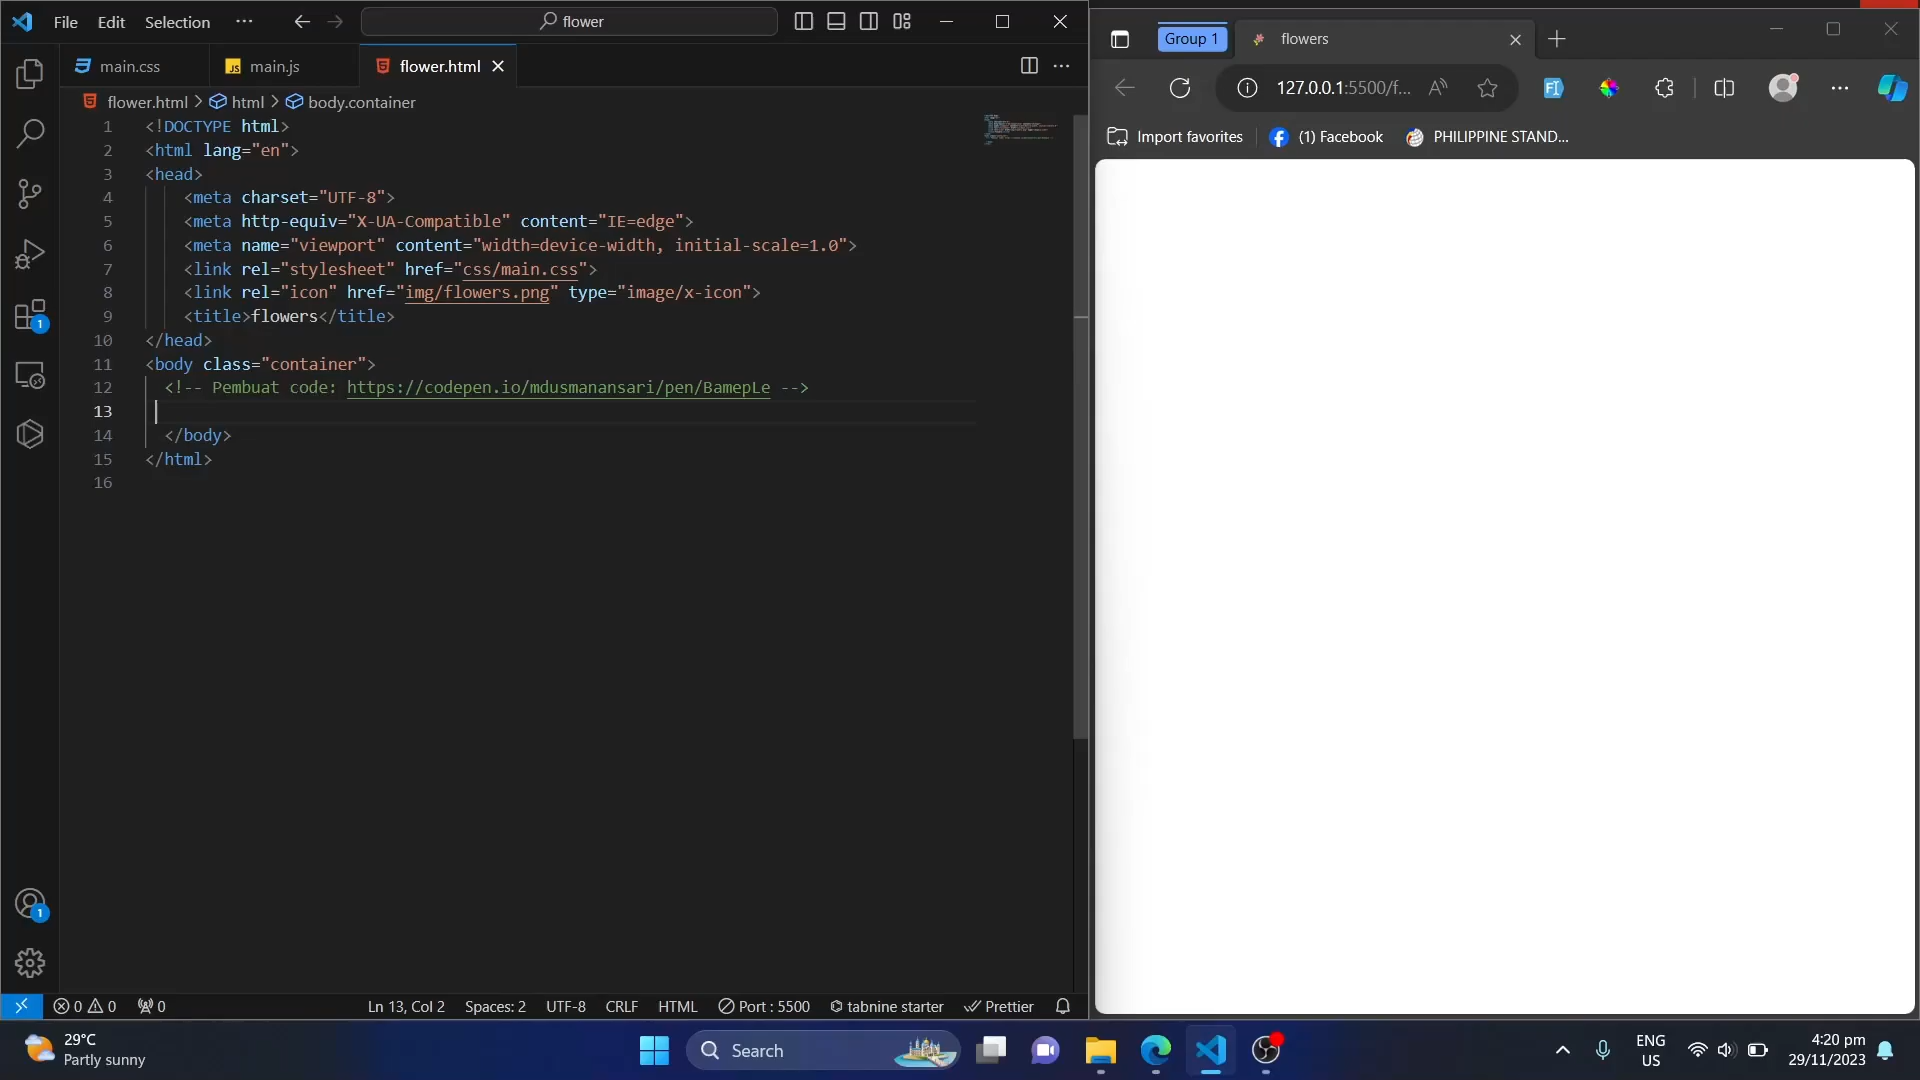 File Edit Selection ··· flower
main.css JS main.js flower.html
flower.html > html > body.container
1 <!DOCTYPE html>
2 <html lang="en">
3 <head>
4 <meta charset="UTF-8">
5 <meta http-equiv="X-UA-Compatible" content="IE=edge">
6 <meta name="viewport" content="width=device-width, initial-scale=1.0">
7 <link rel="stylesheet" href="css/main.css">
8 <link rel="icon" href="img/flowers.png" type="image/x-icon">
9 <title>flowers</title>
10 </head>
11 <body class="container">
12 <!-- Pembuat code: https://codepen.io/mdusmanansari/pen/BamepLe -->
13
14 </body>
15 </html>
16
1
1
0 0 0 Ln 13, Col 2 Spaces: 2 UTF-8 CRLF HTML Port : 5500 tabnine starter Prettier
Group 1 flowers
127.0.0.1:5500/f...
Import favorites (1) Facebook PHILIPPINE STAND...
29°C
Partly sunny
Search
ENG
US
4:20 pm
29/11/2023